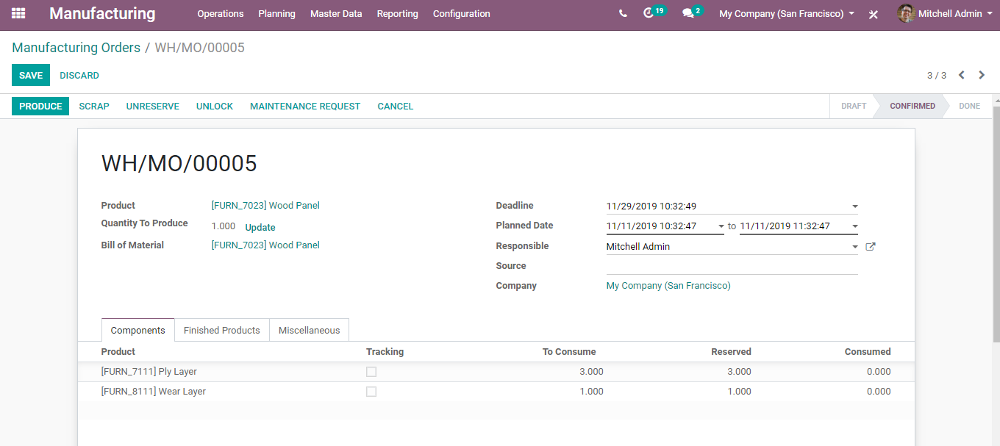 Manufacturing Operations Planning Master Data Reporting Configuration 19 2 My Company (San Francisco) Mitchell Admin
Manufacturing Orders / WH/MO/00005
SAVE DISCARD 3 / 3
PRODUCE SCRAP UNRESERVE UNLOCK MAINTENANCE REQUEST CANCEL DRAFT CONFIRMED DONE
WH/MO/00005
Product [FURN_7023] Wood Panel Deadline 11/29/2019 10:32:49
Quantity To Produce 1.000 Update Planned Date 11/11/2019 10:32:47 to 11/11/2019 11:32:47
Bill of Material [FURN_7023] Wood Panel Responsible Mitchell Admin
Source
Company My Company (San Francisco)
Components Finished Products Miscellaneous
Product Tracking To Consume Reserved Consumed
[FURN_7111] Ply Layer 3.000 3.000 0.000
[FURN_8111] Wear Layer 1.000 1.000 0.000